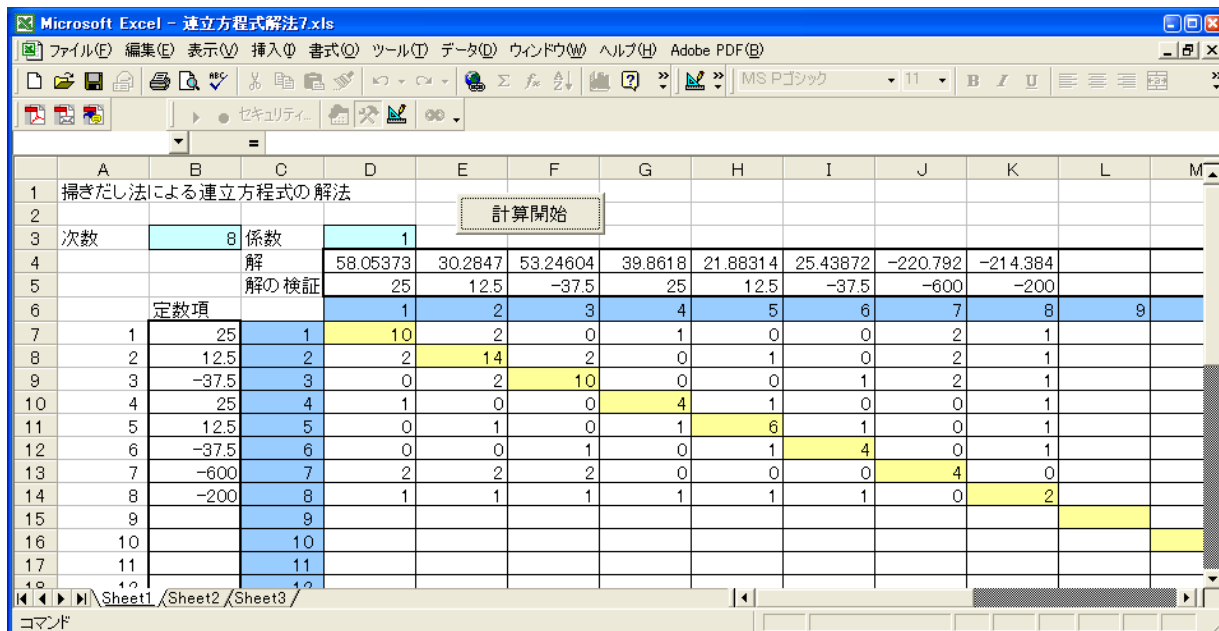 Microsoft Excel - 連立方程式解法7.xls
ファイル(F) 編集(E) 表示(V) 挿入(I) 書式(O) ツール(T) データ(D) ウィンドウ(W) ヘルプ(H) Adobe PDF(B)
MS Pゴシック 11 B I U
セキュリティ...
=
A B C D E F G H I J K L M
1 掃きだし法による連立方程式の解法
2 計算開始
3 次数 8 係数 1
4 解 58.05373 30.2847 53.24604 39.8618 21.88314 25.43872 -220.792 -214.384
5 解の検証 25 12.5 -37.5 25 12.5 -37.5 -600 -200
6 定数項 1 2 3 4 5 6 7 8 9
7 1 25 1 10 2 0 1 0 0 2 1
8 2 12.5 2 2 14 2 0 1 0 2 1
9 3 -37.5 3 0 2 10 0 0 1 2 1
10 4 25 4 1 0 0 4 1 0 0 1
11 5 12.5 5 0 1 0 1 6 1 0 1
12 6 -37.5 6 0 0 1 0 1 4 0 1
13 7 -600 7 2 2 2 0 0 0 4 0
14 8 -200 8 1 1 1 1 1 1 0 2
15 9 9
16 10 10
17 11 11
18 12 12
Sheet1 Sheet2 Sheet3
コマンド